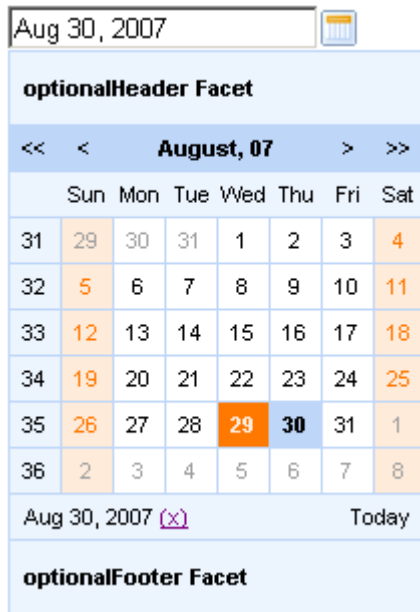 Aug 30, 2007
optionalHeader Facet
<< < August, 07 > >>
Sun Mon Tue Wed Thu Fri Sat
31 29 30 31 1 2 3 4
32 5 6 7 8 9 10 11
33 12 13 14 15 16 17 18
34 19 20 21 22 23 24 25
35 26 27 28 29 30 31 1
36 2 3 4 5 6 7 8
Aug 30, 2007 (x) Today
optionalFooter Facet